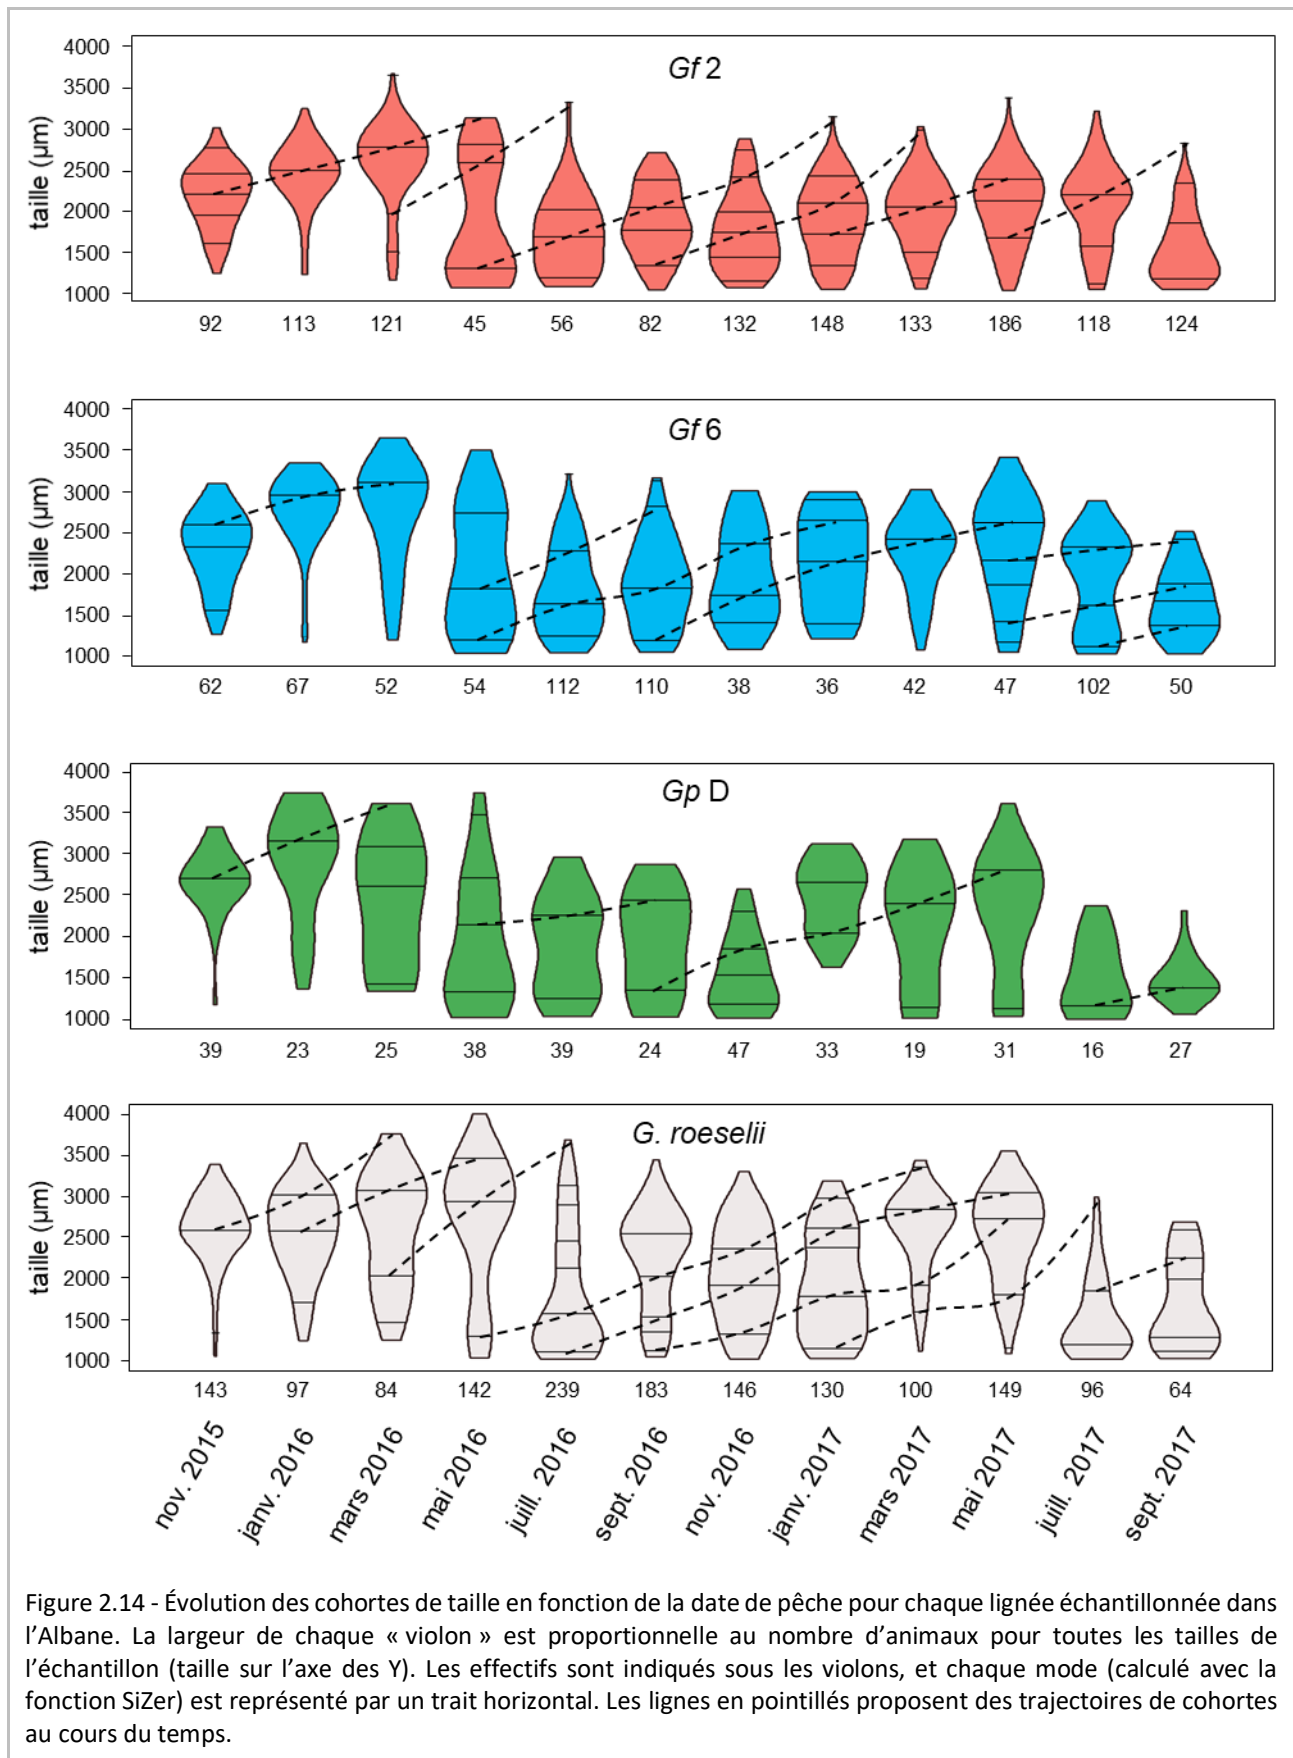 Gf 2
taille (µm)
4000
3500
3000
2500
2000
1500
1000
92 113 121 45 56 82 132 148 133 186 118 124
Gf 6
taille (µm)
4000
3500
3000
2500
2000
1500
1000
62 67 52 54 112 110 38 36 42 47 102 50
Gp D
taille (µm)
4000
3500
3000
2500
2000
1500
1000
39 23 25 38 39 24 47 33 19 31 16 27
G. roeselii
taille (µm)
4000
3500
3000
2500
2000
1500
1000
143 97 84 142 239 183 146 130 100 149 96 64
nov. 2015 janv. 2016 mars 2016 mai 2016 juill. 2016 sept. 2016 nov. 2016 janv. 2017 mars 2017 mai 2017 juill. 2017 sept. 2017
Figure 2.14 - Évolution des cohortes de taille en fonction de la date de pêche pour chaque lignée échantillonnée dans
l’Albane. La largeur de chaque « violon » est proportionnelle au nombre d’animaux pour toutes les tailles de
l’échantillon (taille sur l’axe des Y). Les effectifs sont indiqués sous les violons, et chaque mode (calculé avec la
fonction SiZer) est représenté par un trait horizontal. Les lignes en pointillés proposent des trajectoires de cohortes
au cours du temps.